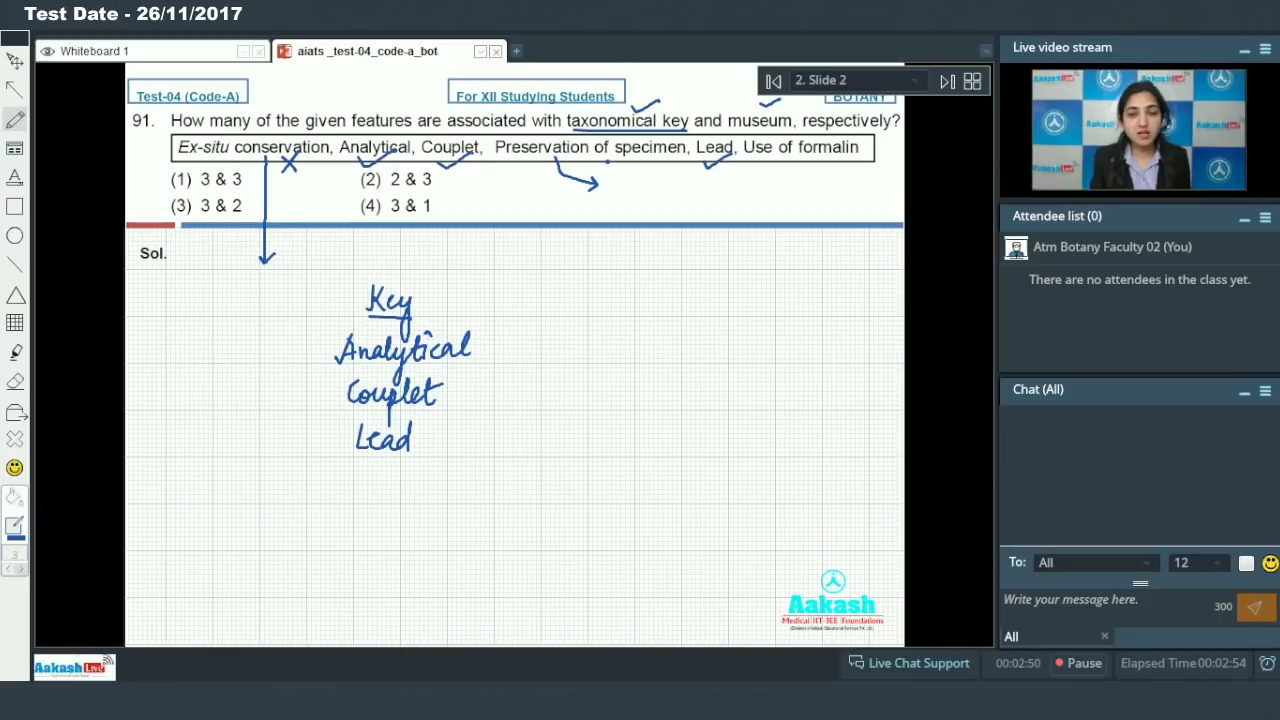 Test Date - 26/11/2017
Whiteboard 1
aiats _test-04_code-a_bot
2. Slide 2
Test-04 (Code-A)
For XII Studying Students
BOTANY
91. How many of the given features are associated with taxonomical key and museum, respectively?
Ex-situ conservation, Analytical, Couplet, Preservation of specimen, Lead, Use of formalin
(1) 3 & 3
(2) 2 & 3
(3) 3 & 2
(4) 3 & 1
Sol.
Key
Analytical
Couplet
Lead
Aakash
Medical|IIT-JEE|Foundations
Live video stream
Attendee list (0)
Atm Botany Faculty 02 (You)
There are no attendees in the class yet.
Chat (All)
To: All 12
Write your message here.
300
All
3
Aakash Live
Live Chat Support
00:02:50
Pause
Elapsed Time 00:02:54